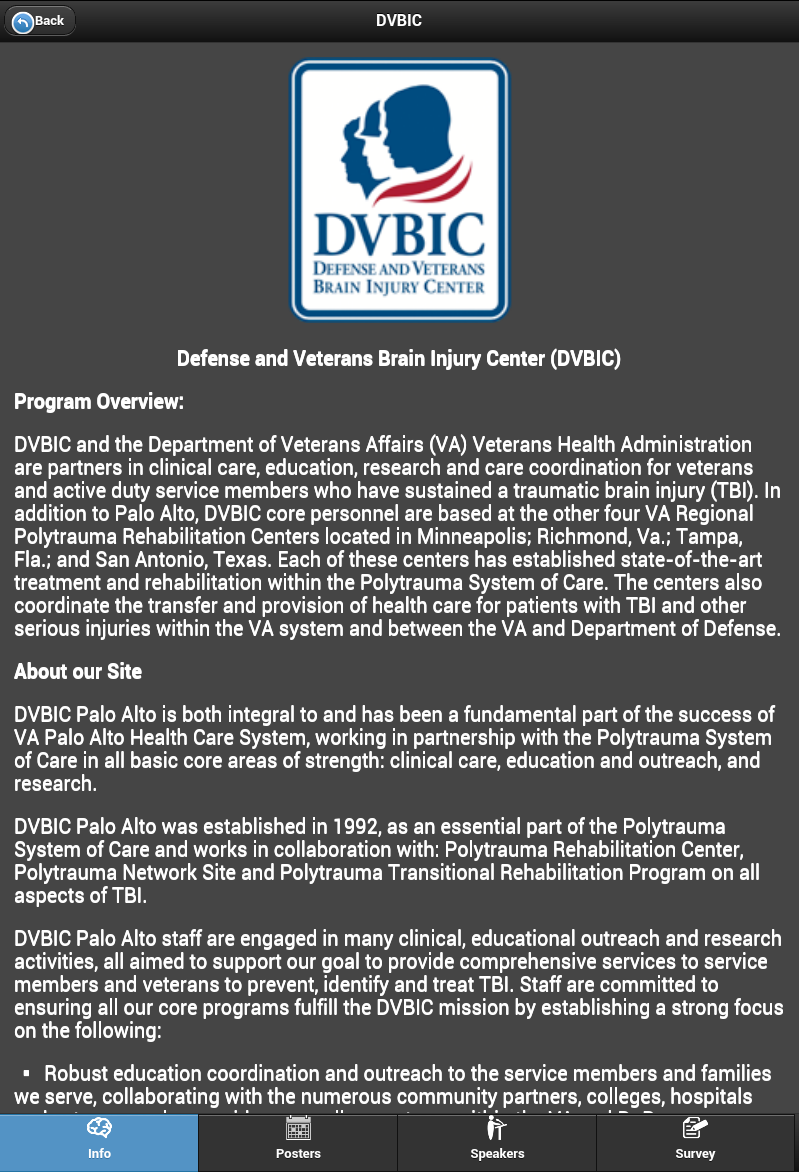 Back
DVBIC
DVBIC
DEFENSE AND VETERANS
BRAIN INJURY CENTER
Defense and Veterans Brain Injury Center (DVBIC)
Program Overview:
DVBIC and the Department of Veterans Affairs (VA) Veterans Health Administration
are partners in clinical care, education, research and care coordination for veterans
and active duty service members who have sustained a traumatic brain injury (TBI). In
addition to Palo Alto, DVBIC core personnel are based at the other four VA Regional
Polytrauma Rehabilitation Centers located in Minneapolis; Richmond, Va.; Tampa,
Fla.; and San Antonio, Texas. Each of these centers has established state-of-the-art
treatment and rehabilitation within the Polytrauma System of Care. The centers also
coordinate the transfer and provision of health care for patients with TBI and other
serious injuries within the VA system and between the VA and Department of Defense.
About our Site
DVBIC Palo Alto is both integral to and has been a fundamental part of the success of
VA Palo Alto Health Care System, working in partnership with the Polytrauma System
of Care in all basic core areas of strength: clinical care, education and outreach, and
research.
DVBIC Palo Alto was established in 1992, as an essential part of the Polytrauma
System of Care and works in collaboration with: Polytrauma Rehabilitation Center,
Polytrauma Network Site and Polytrauma Transitional Rehabilitation Program on all
aspects of TBI.
DVBIC Palo Alto staff are engaged in many clinical, educational outreach and research
activities, all aimed to support our goal to provide comprehensive services to service
members and veterans to prevent, identify and treat TBI. Staff are committed to
ensuring all our core programs fulfill the DVBIC mission by establishing a strong focus
on the following:
▪ Robust education coordination and outreach to the service members and families
we serve, collaborating with the numerous community partners, colleges, hospitals
Info
Posters
Speakers
Survey